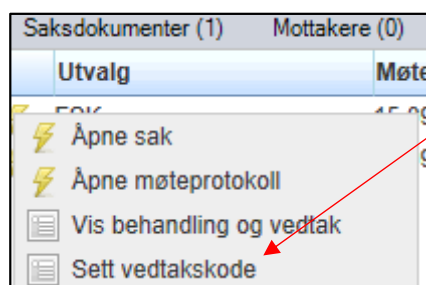 Saksdokumenter (1) Mottakere (0)
Utvalg Møte
Åpne sak
Åpne møteprotokoll
Vis behandling og vedtak
Sett vedtakskode